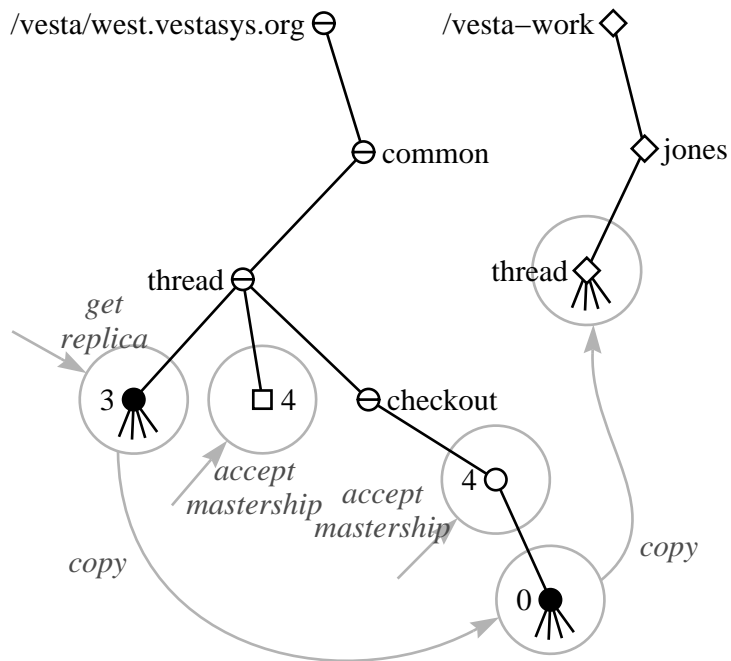 /vesta/west.vestasys.org
/vesta−work
common
jones
thread
thread
get
replica
3
4
checkout
accept
mastership
4
accept
mastership
copy
copy
0